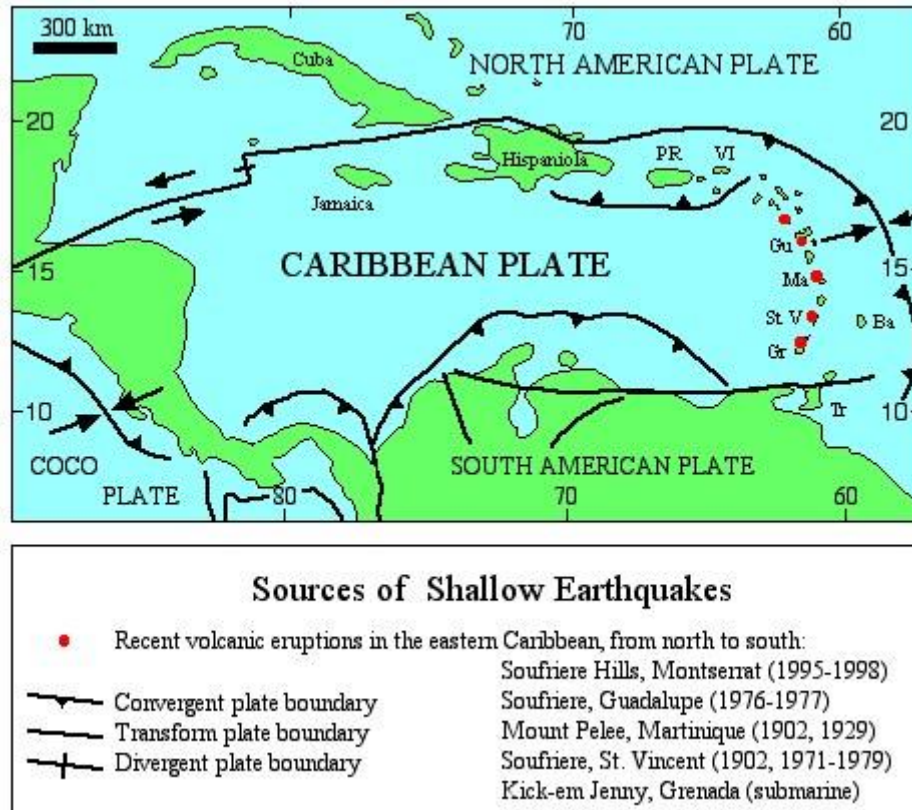 300 km
70
60
Cuba
NORTH AMERICAN PLATE
20
20
Hispaniola
PR
VI
Jamaica
Gu
CARIBBEAN PLATE
15
15
Ma
St. V
Ba
Gr
10
Tr
10
COCO
PLATE
SOUTH AMERICAN PLATE
80
70
60
Sources of Shallow Earthquakes
Recent volcanic eruptions in the eastern Caribbean, from north to south:
Soufriere Hills, Montserrat (1995-1998)
Convergent plate boundary
Soufriere, Guadalupe (1976-1977)
Transform plate boundary
Mount Pelee, Martinique (1902, 1929)
Divergent plate boundary
Soufriere, St. Vincent (1902, 1971-1979)
Kick-em Jenny, Grenada (submarine)